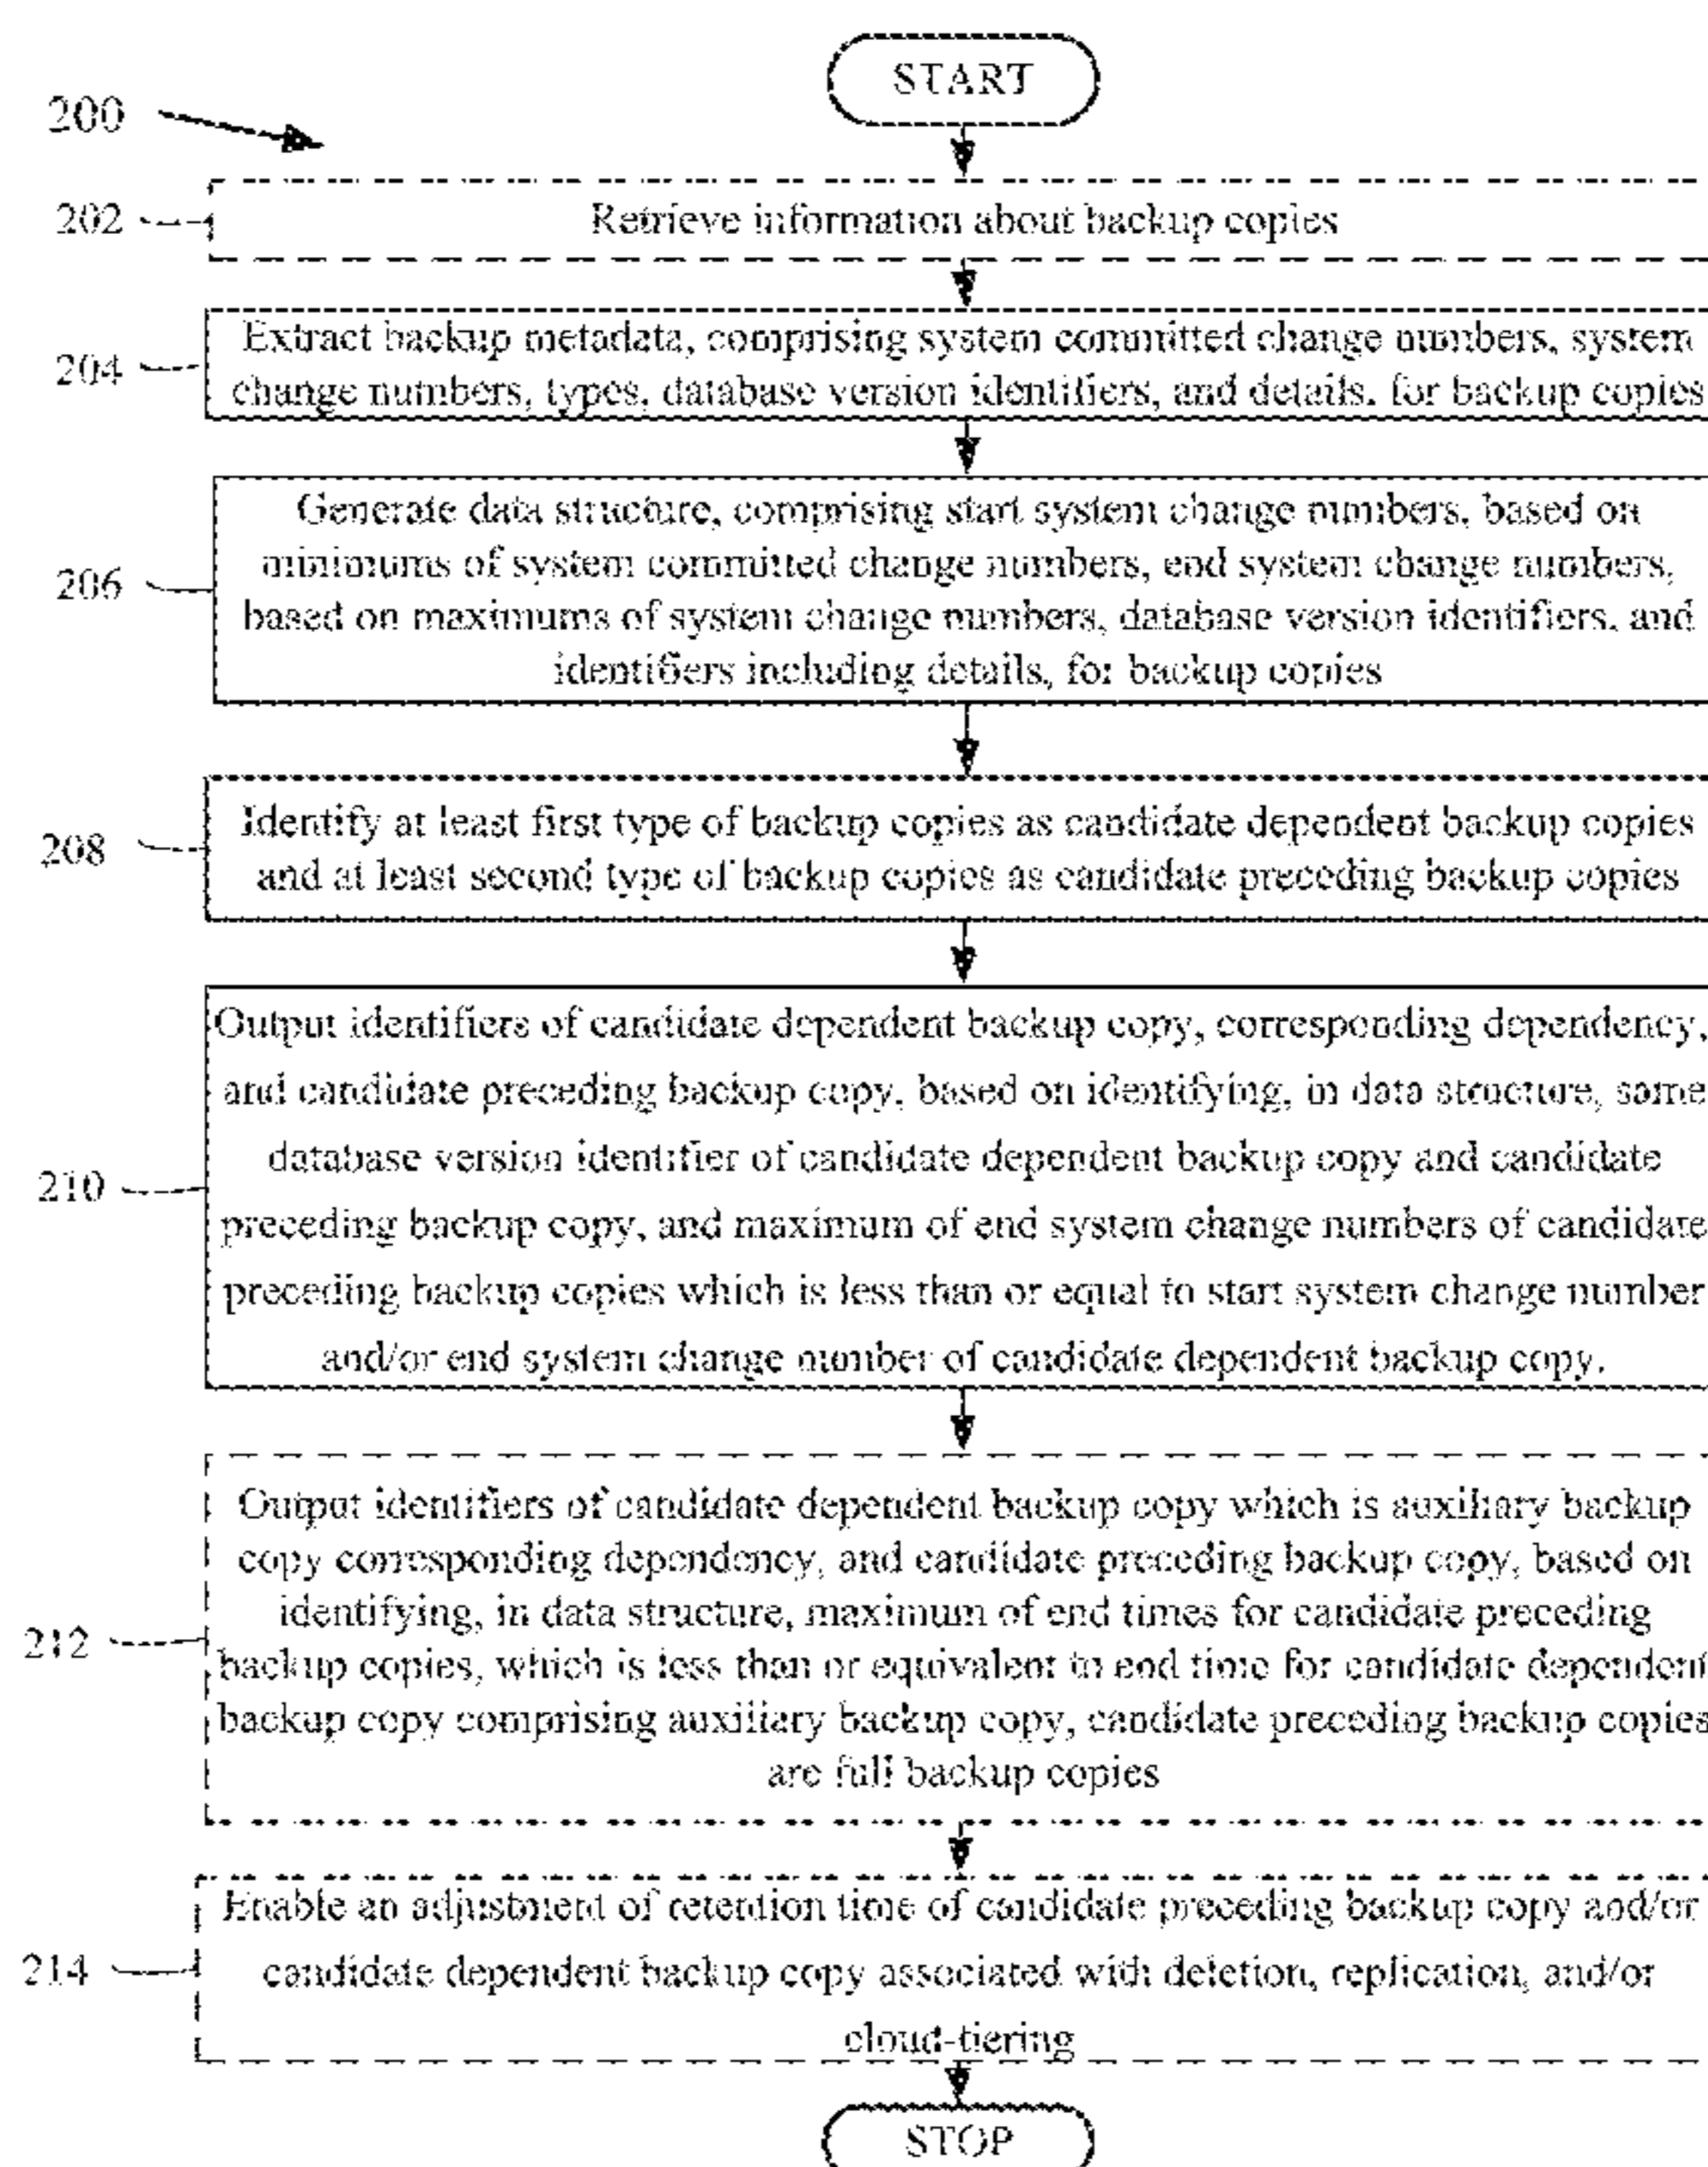 START
200
202
Retrieve information about backup copies
204
Extract backup metadata, comprising system committed change numbers, system
change numbers, types, database version identifiers, and details, for backup copies
206
Generate data structure, comprising start system change numbers, based on
minimums of system committed change numbers, end system change numbers,
based on maximums of system change numbers, database version identifiers, and
identifiers including details, for backup copies
208
Identify at least first type of backup copies as candidate dependent backup copies
and at least second type of backup copies as candidate preceding backup copies
210
Output identifiers of candidate dependent backup copy, corresponding dependency,
and candidate preceding backup copy, based on identifying, in data structure, same
database version identifier of candidate dependent backup copy and candidate
preceding backup copy, and maximum of end system change numbers of candidate
preceding backup copies which is less than or equal to start system change number
and/or end system change number of candidate dependent backup copy.
212
Output identifiers of candidate dependent backup copy which is auxiliary backup
copy corresponding dependency, and candidate preceding backup copy, based on
identifying, in data structure, maximum of end times for candidate preceding
backup copies, which is less than or equivalent to end time for candidate dependent
backup copy comprising auxiliary backup copy, candidate preceding backup copies
are full backup copies
214
Enable an adjustment of retention time of candidate preceding backup copy and/or
candidate dependent backup copy associated with deletion, replication, and/or
cloud-tiering
STOP